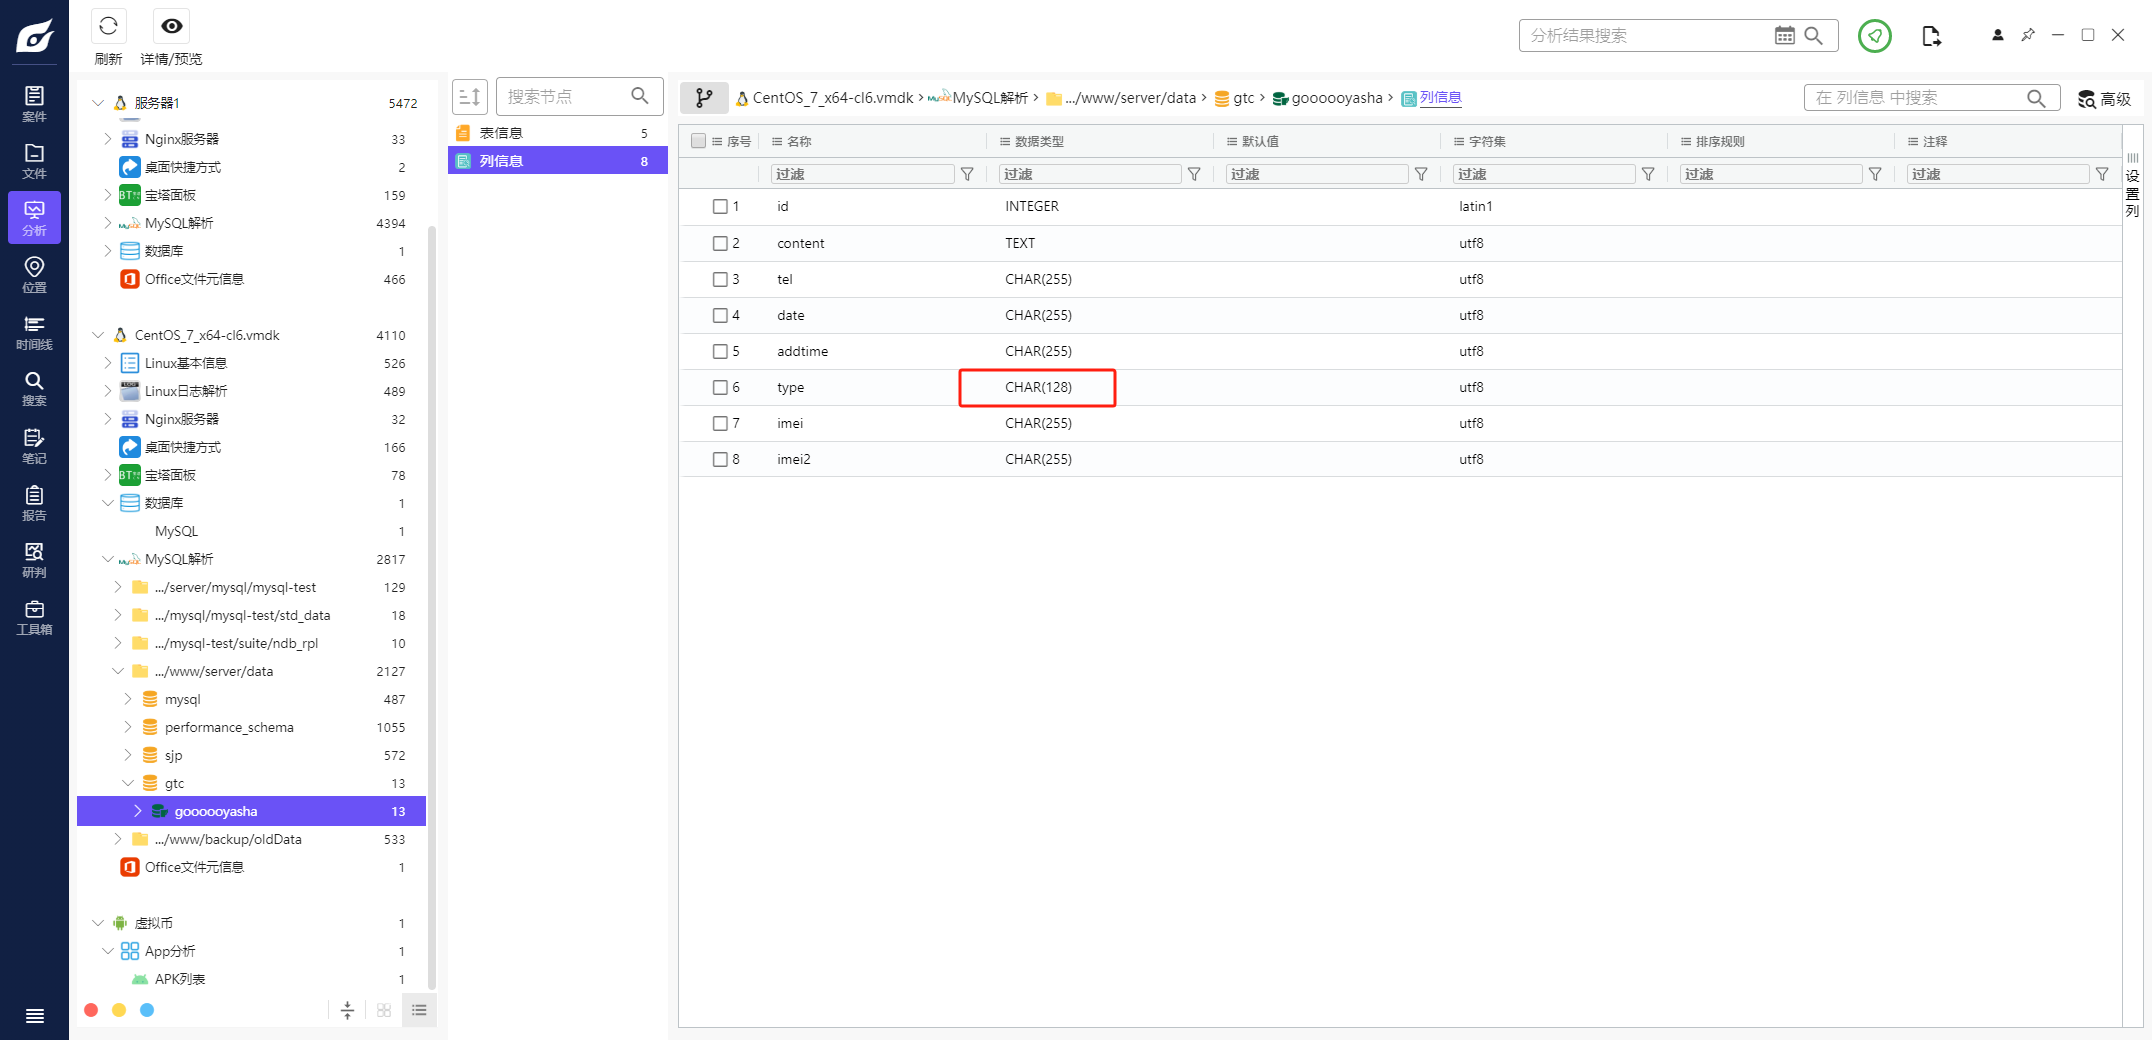 刷新
详情/预览
分析结果搜索
案件
文件
分析
位置
时间线
搜索
笔记
报告
研判
工具箱
服务器1 5472
Nginx服务器 33
桌面快捷方式 2
宝塔面板 159
MySQL解析 4394
数据库 1
Office文件元信息 466
CentOS_7_x64-cl6.vmdk 4110
Linux基本信息 526
Linux日志解析 489
Nginx服务器 32
桌面快捷方式 166
宝塔面板 78
数据库 1
MySQL 1
MySQL解析 2817
.../server/mysql/mysql-test 129
.../mysql/mysql-test/std_data 18
.../mysql-test/suite/ndb_rpl 10
.../www/server/data 2127
mysql 487
performance_schema 1055
sjp 572
gtc 13
goooooyasha 13
.../www/backup/oldData 533
Office文件元信息 1
虚拟币 1
App分析 1
APK列表 1
搜索节点
表信息 5
列信息 8
CentOS_7_x64-cl6.vmdk › MySQL解析 › .../www/server/data › gtc › goooooyasha › 列信息
在 列信息 中搜索
高级
序号 名称 数据类型 默认值 字符集 排序规则 注释
过滤 过滤 过滤 过滤 过滤 过滤
1 id INTEGER latin1
2 content TEXT utf8
3 tel CHAR(255) utf8
4 date CHAR(255) utf8
5 addtime CHAR(255) utf8
6 type CHAR(128) utf8
7 imei CHAR(255) utf8
8 imei2 CHAR(255) utf8
设置列